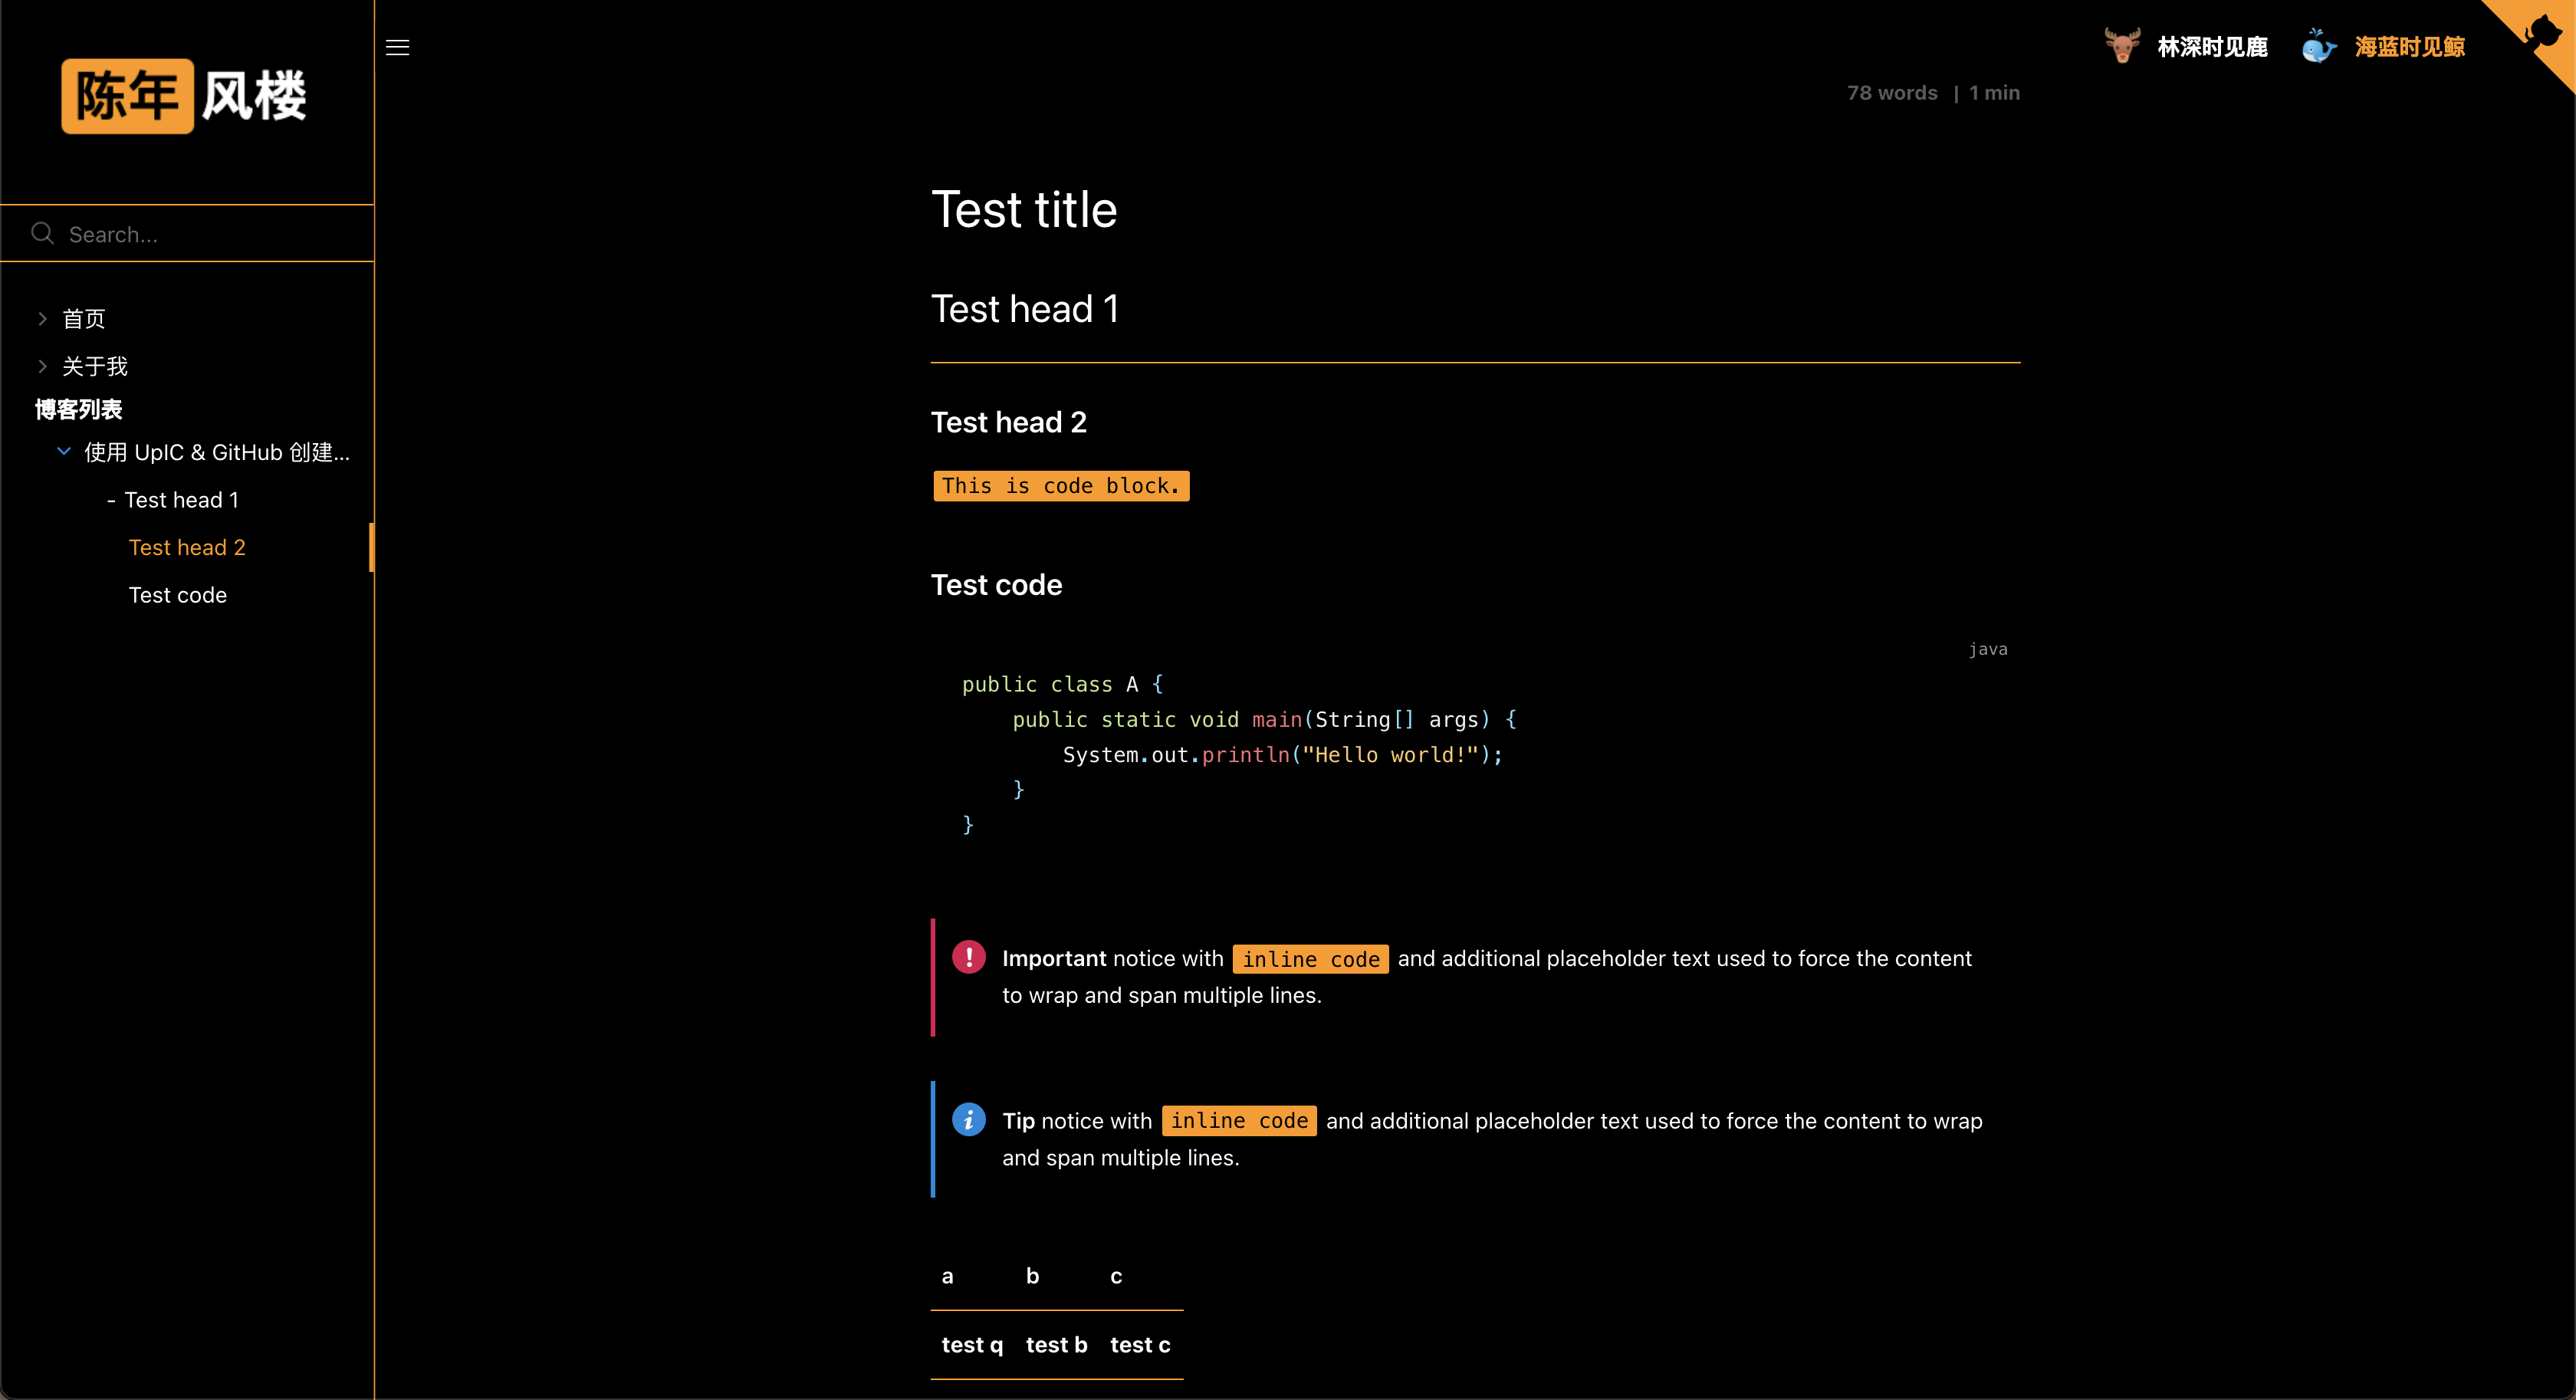 陈年 风楼
Search...
首页
关于我
博客列表
使用 UpIC & GitHub 创建...
- Test head 1
Test head 2
Test code
林深时见鹿
海蓝时见鲸
78 words | 1 min
Test title
Test head 1
Test head 2
This is code block.
Test code
java
public class A {
    public static void main(String[] args) {
        System.out.println("Hello world!");
    }
}
Important notice with inline code and additional placeholder text used to force the content
to wrap and span multiple lines.
Tip notice with inline code and additional placeholder text used to force the content to wrap
and span multiple lines.
a b c
test q test b test c